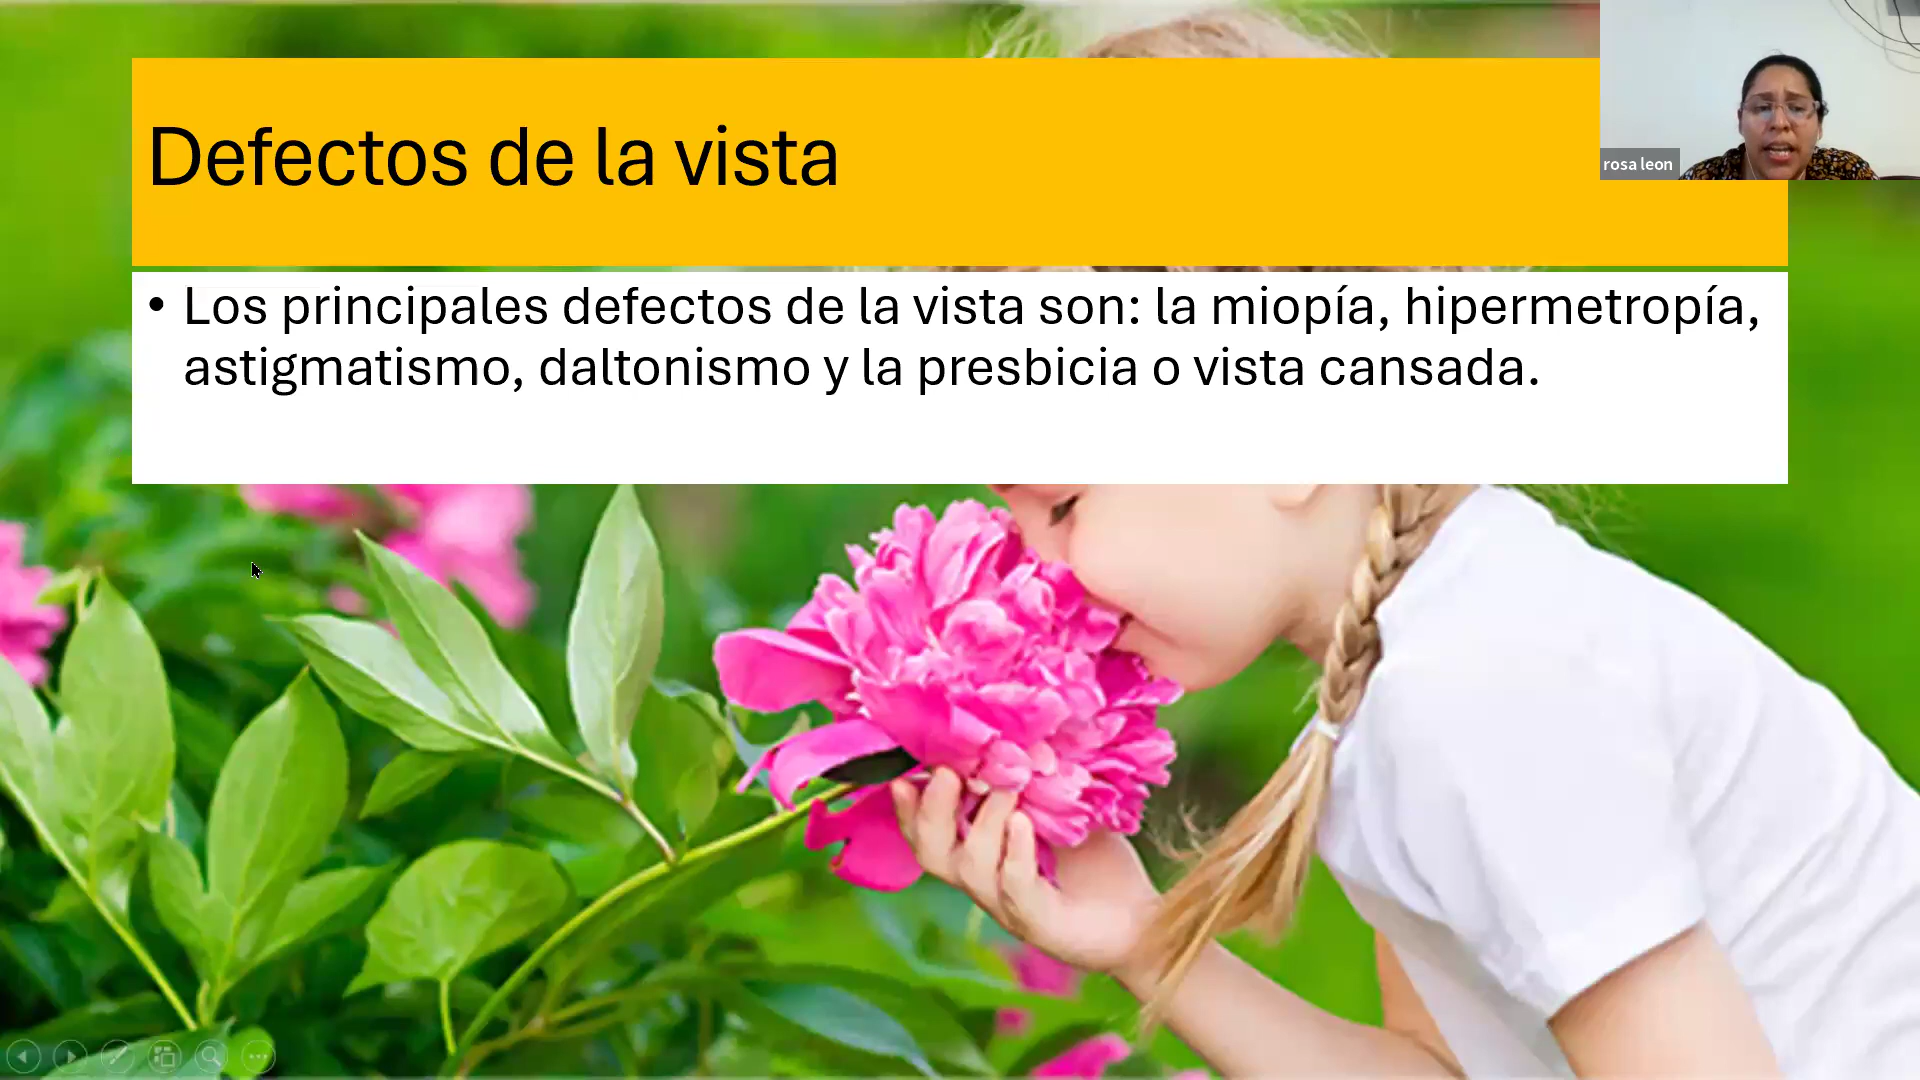 Defectos de la vista
rosa leon
• Los principales defectos de la vista son: la miopía, hipermetropía,
astigmatismo, daltonismo y la presbicia o vista cansada.